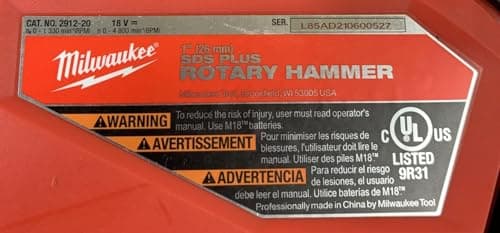 CAT. NO. 2912-20 18 V ⎓ SER. L85AD210600527
n₀ 0 - 1 330 min⁻¹(RPM) 0 - 4 800 min⁻¹(BPM)
Milwaukee
1" (26 mm)
SDS PLUS
ROTARY HAMMER
Milwaukee Tool, Brookfield, WI 53005 USA
WARNING
To reduce the risk of injury, user must read operator's
manual. Use M18™ batteries.
AVERTISSEMENT
Pour minimiser les risques de
blessures, l'utilisateur doit lire le
manuel. Utiliser des piles M18™
ADVERTENCIA
Para reducir el riesgo
de lesiones, el usuario
debe leer el manual. Utilice baterías de M18™
Professionally made in China by Milwaukee Tool
C UL US
LISTED
9R31